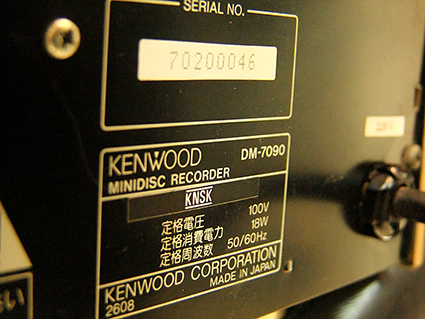 SERIAL NO.
70200046
KENWOOD DM-7090
MINIDISC RECORDER
KNSK
定格電圧 100V
定格消費電力 18W
定格周波数 50/60Hz
KENWOOD CORPORATION
2608 MADE IN JAPAN
い